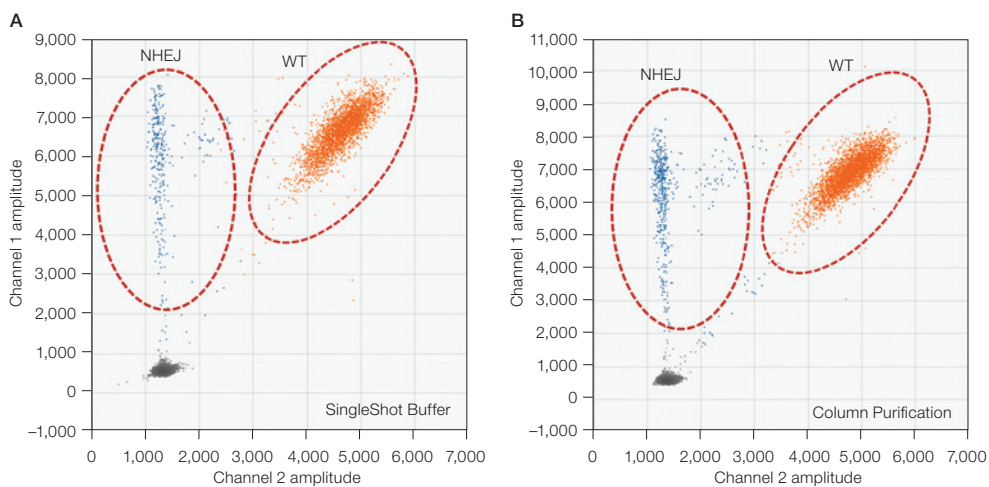 A
9,000
8,000
7,000
6,000
5,000
4,000
3,000
2,000
1,000
0
–1,000
Channel 1 amplitude
NHEJ
WT
SingleShot Buffer
0 1,000 2,000 3,000 4,000 5,000 6,000 7,000
Channel 2 amplitude
B
11,000
10,000
9,000
8,000
7,000
6,000
5,000
4,000
3,000
2,000
1,000
0
–1,000
Channel 1 amplitude
NHEJ
WT
Column Purification
0 1,000 2,000 3,000 4,000 5,000 6,000 7,000
Channel 2 amplitude